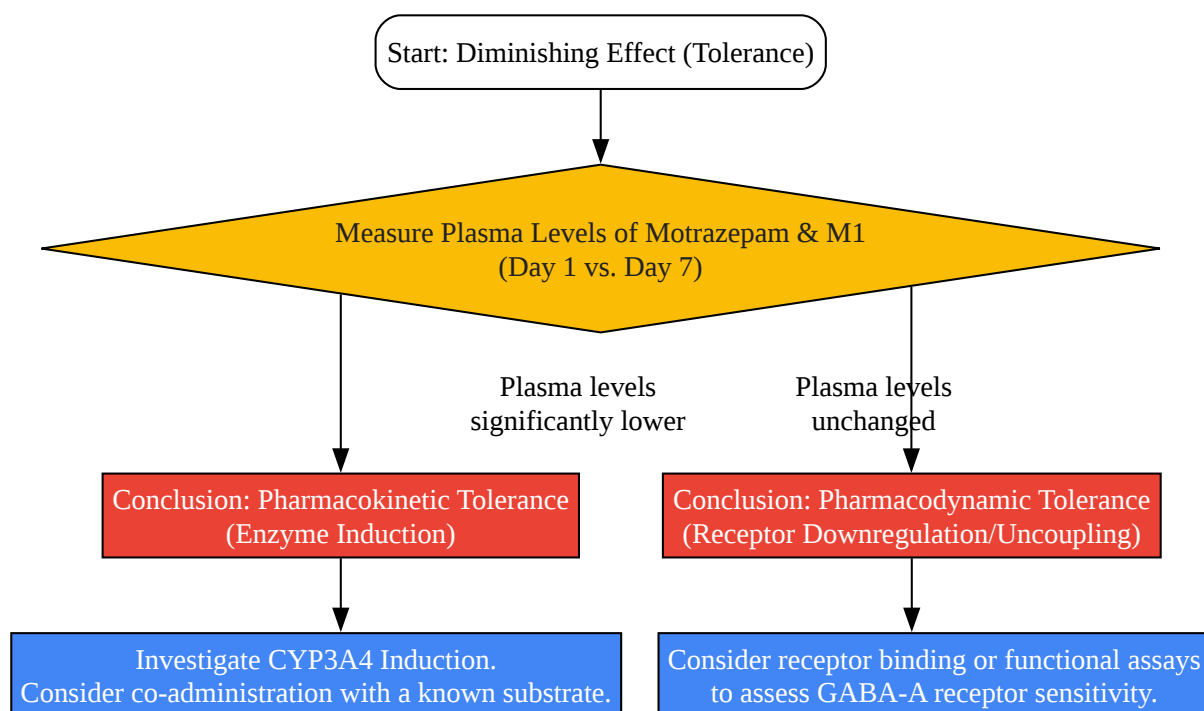 Start: Diminishing Effect (Tolerance)
Measure Plasma Levels of Motrazepam & M1
(Day 1 vs. Day 7)
Plasma levels
significantly lower
Plasma levels
unchanged
Conclusion: Pharmacokinetic Tolerance
(Enzyme Induction)
Conclusion: Pharmacodynamic Tolerance
(Receptor Downregulation/Uncoupling)
Investigate CYP3A4 Induction.
Consider co-administration with a known substrate.
Consider receptor binding or functional assays
to assess GABA-A receptor sensitivity.